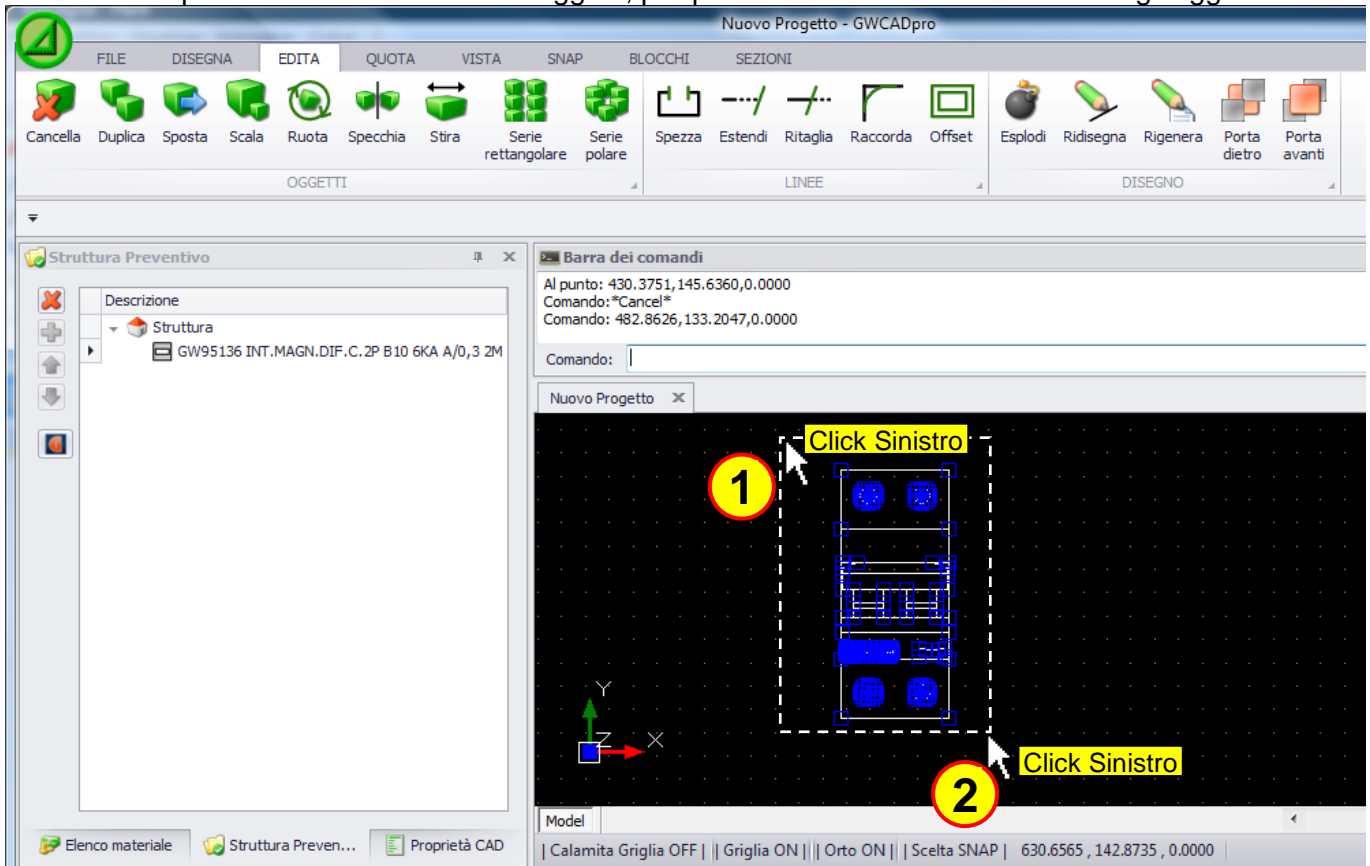 Nuovo Progetto - GWCADpro
FILE DISEGNA EDITA QUOTA VISTA SNAP BLOCCHI SEZIONI
Cancella Duplica Sposta Scala Ruota Specchia Stira Serie rettangolare Serie polare Spezza Estendi Ritaglia Raccorda Offset Esplodi Ridisegna Rigenera Porta dietro Porta avanti
OGGETTI LINEE DISEGNO
Struttura Preventivo
Descrizione
Struttura
GW95136 INT.MAGN.DIF.C.2P B10 6KA A/0,3 2M
Barra dei comandi
Al punto: 430.3751,145.6360,0.0000
Comando:*Cancel*
Comando: 482.8626,133.2047,0.0000
Comando:
Nuovo Progetto
Click Sinistro
1
Y
Z
X
Click Sinistro
2
Model
Elenco materiale Struttura Preven... Proprietà CAD
| Calamita Griglia OFF | | Griglia ON | | Orto ON | | Scelta SNAP | 630.6565 , 142.8735 , 0.0000